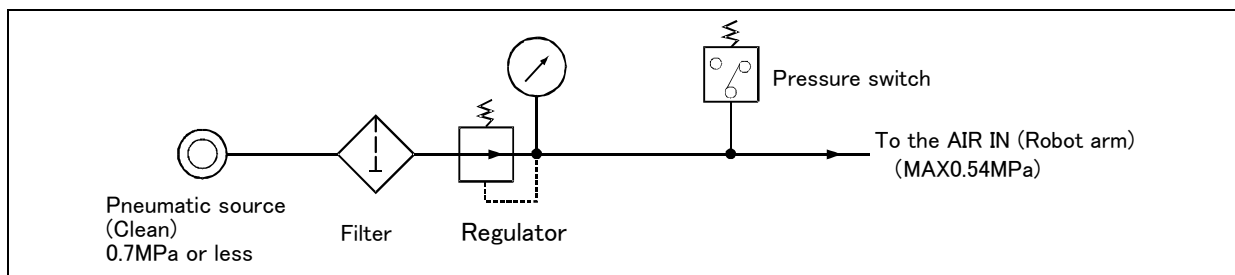 Pressure switch
To the AIR IN (Robot arm)
(MAX0.54MPa)
Pneumatic source
(Clean)
0.7MPa or less
Filter
Regulator